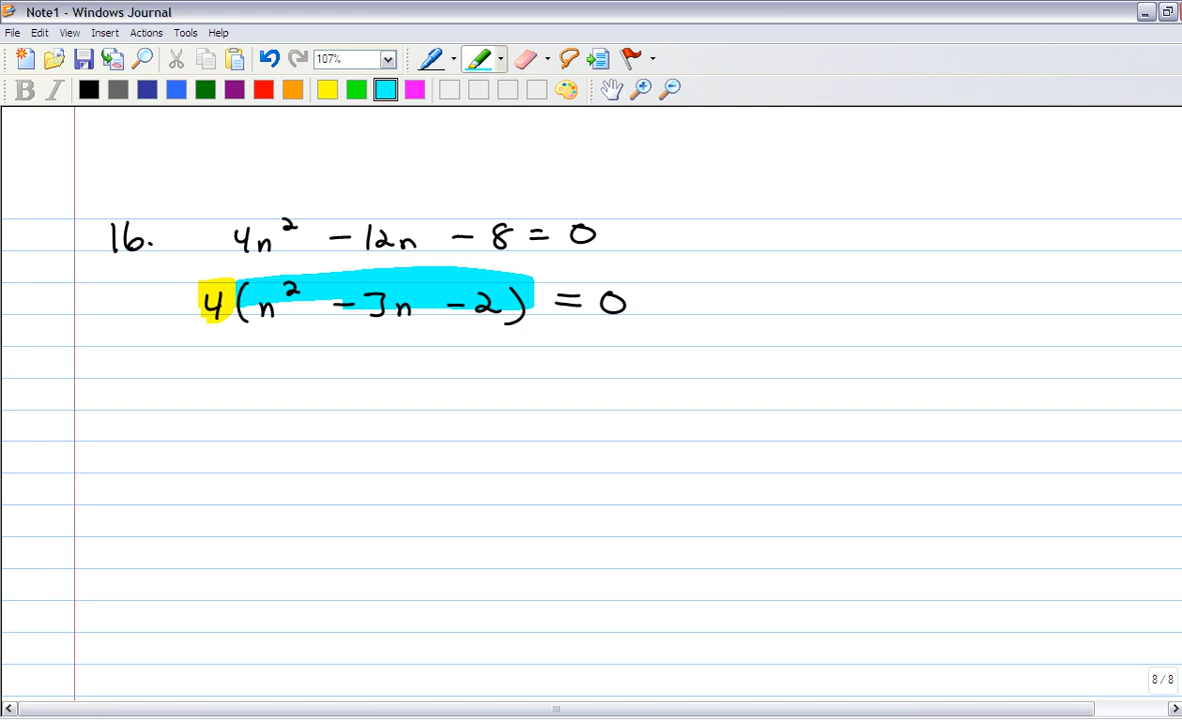 Note1 - Windows Journal
File Edit View Insert Actions Tools Help
107%
B I
16. 4n² - 12n - 8 = 0
4(n² - 3n - 2) = 0
8 / 8